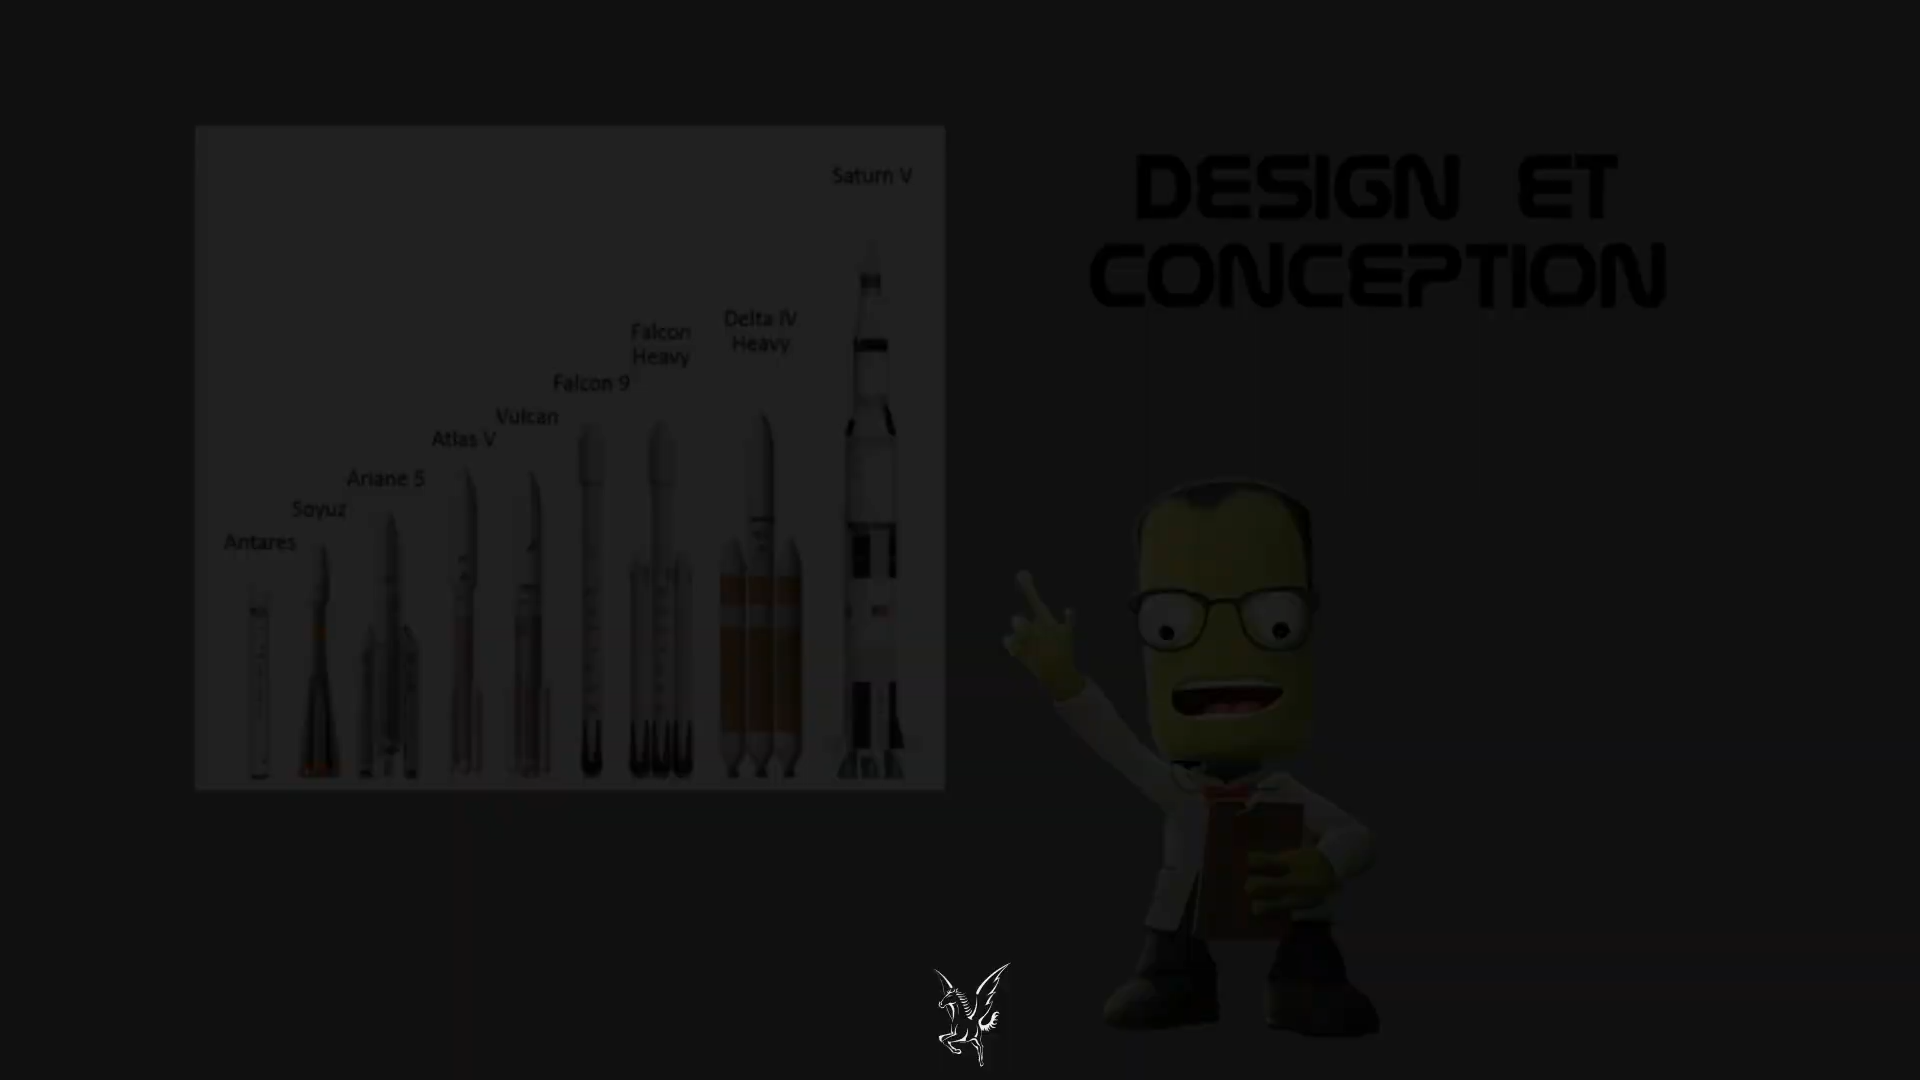 DESIGN ET
CONCEPTION
Saturn V
Delta IV
Heavy
Falcon
Heavy
Falcon 9
Vulcan
Atlas V
Ariane 5
Soyuz
Antares